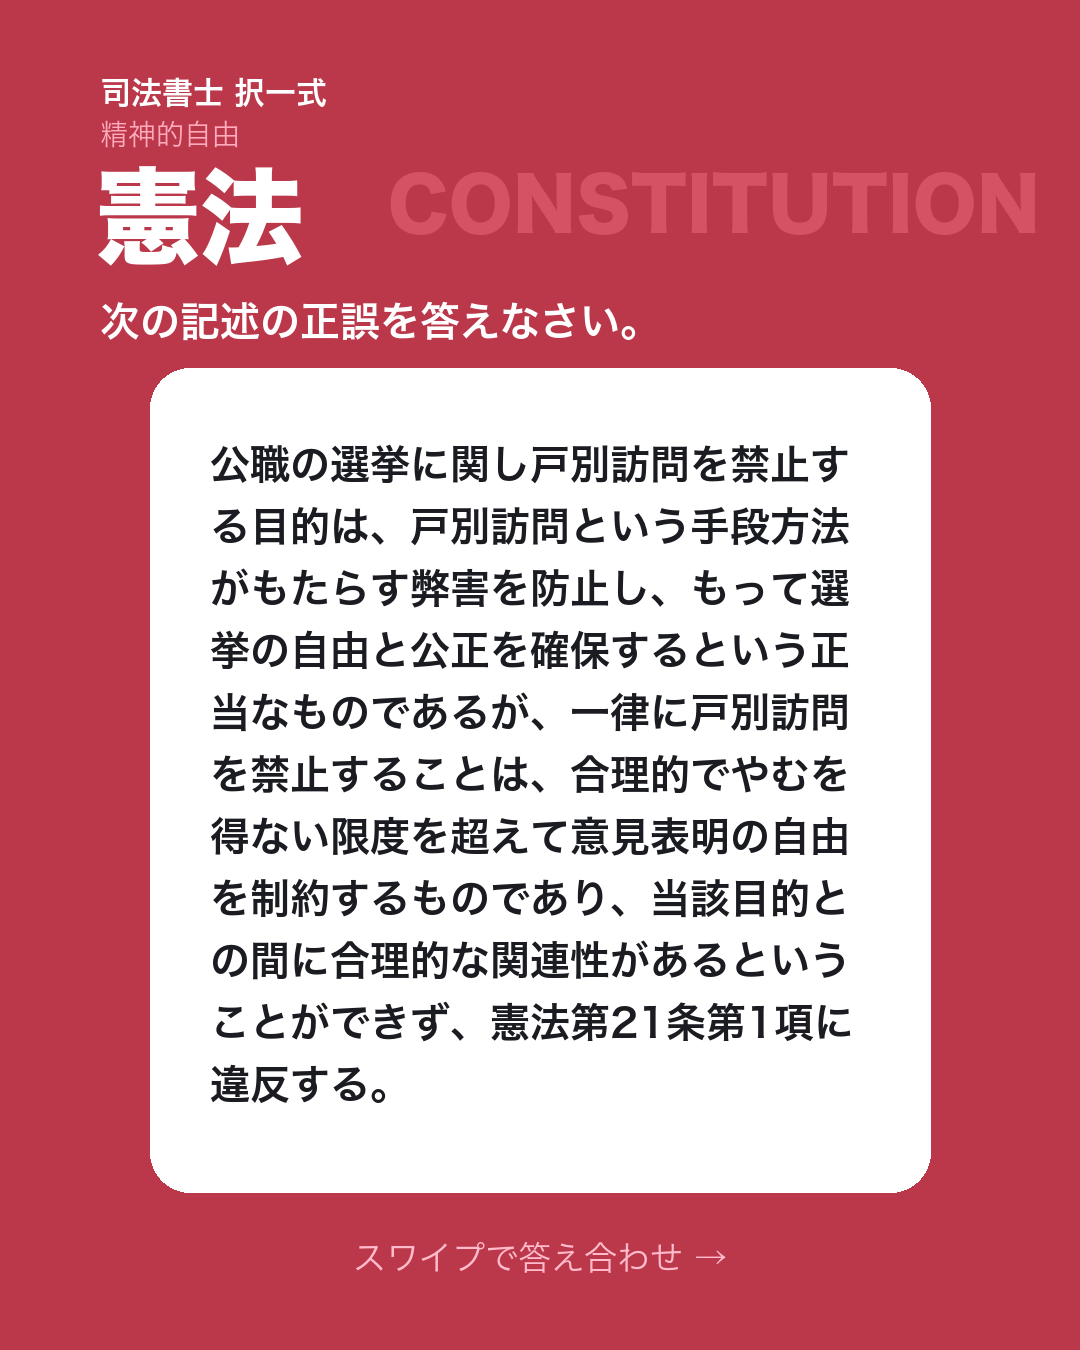 司法書士 択一式
精神的自由
憲法
CONSTITUTION
次の記述の正誤を答えなさい。
公職の選挙に関し戸別訪問を禁止す
る目的は、戸別訪問という手段方法
がもたらす弊害を防止し、もって選
挙の自由と公正を確保するという正
当なものであるが、一律に戸別訪問
を禁止することは、合理的でやむを
得ない限度を超えて意見表明の自由
を制約するものであり、当該目的と
の間に合理的な関連性があるという
ことができず、憲法第21条第1項に
違反する。
スワイプで答え合わせ →